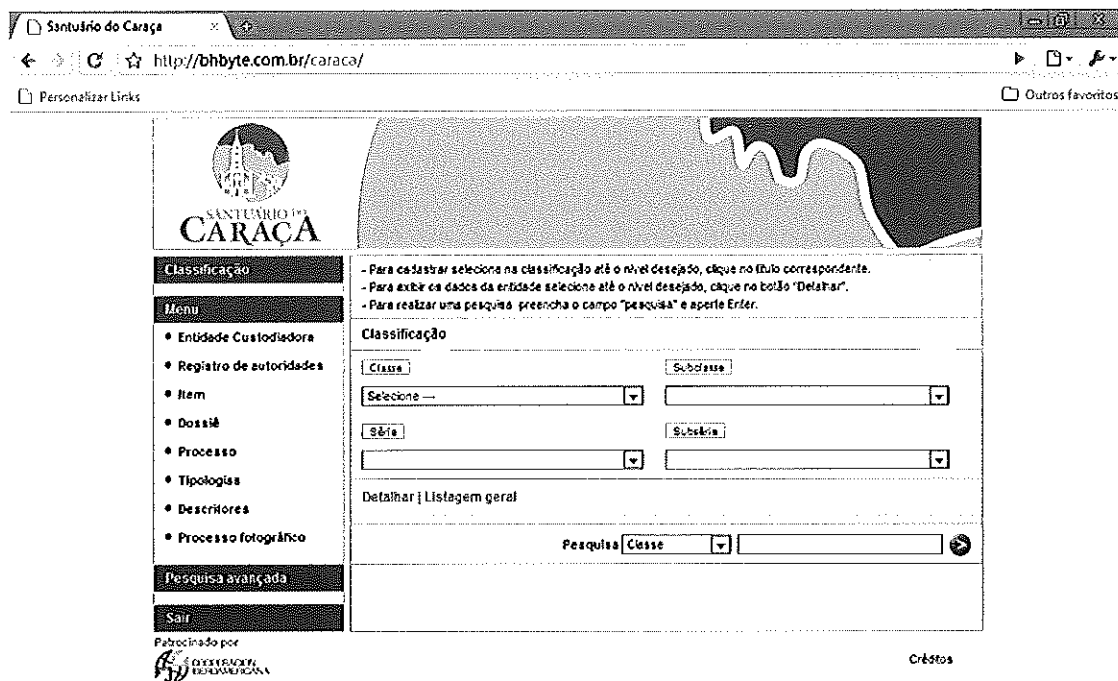 Santuário do Caraça
http://bhbyte.com.br/caraca/
Personalizar Links
Outros favoritos
SANTUÁRIO DO
CARAÇA
Classificação
Menu
• Entidade Custodiadora
• Registro de autoridades
• Item
• Dossiê
• Processo
• Tipologias
• Descritores
• Processo fotográfico
Pesquisa avançada
Sair
- Para cadastrar selecione na classificação até o nível desejado, clique no título correspondente.
- Para exibir os dados da entidade selecione até o nível desejado, clique no botão "Detalhar".
- Para realizar uma pesquisa preencha o campo "pesquisa" e aperte Enter.
Classificação
Classe
Subclasse
Selecione ---
Série
Subsérie
Detalhar | Listagem geral
Pesquisa Classe
Patrocinado por
COOPERACIÓN
IBEROAMERICANA
Créditos